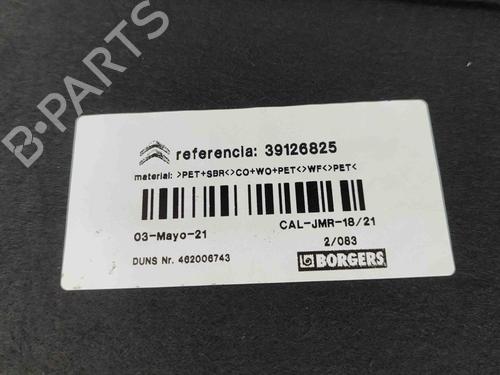 referencia: 39126825
material: >PET+SBR<>CO+WO+PET<>WF<>PET<
03-Mayo-21
CAL-JMR-18/21
2/083
DUNS Nr. 462006743
BORGERS
B-PARTS